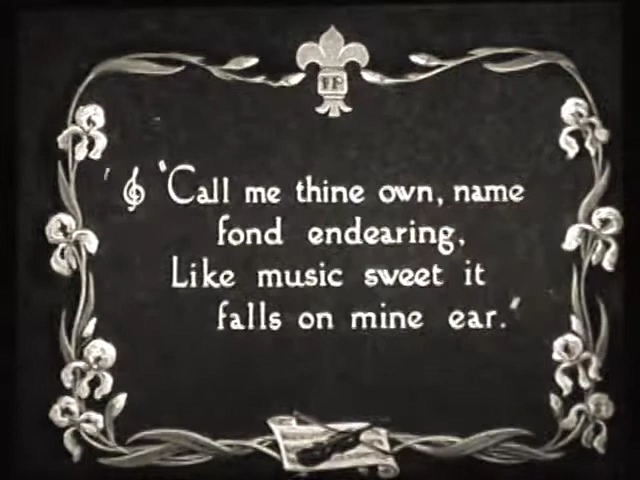 'Call me thine own, name
fond endearing,
Like music sweet it
falls on mine ear.'